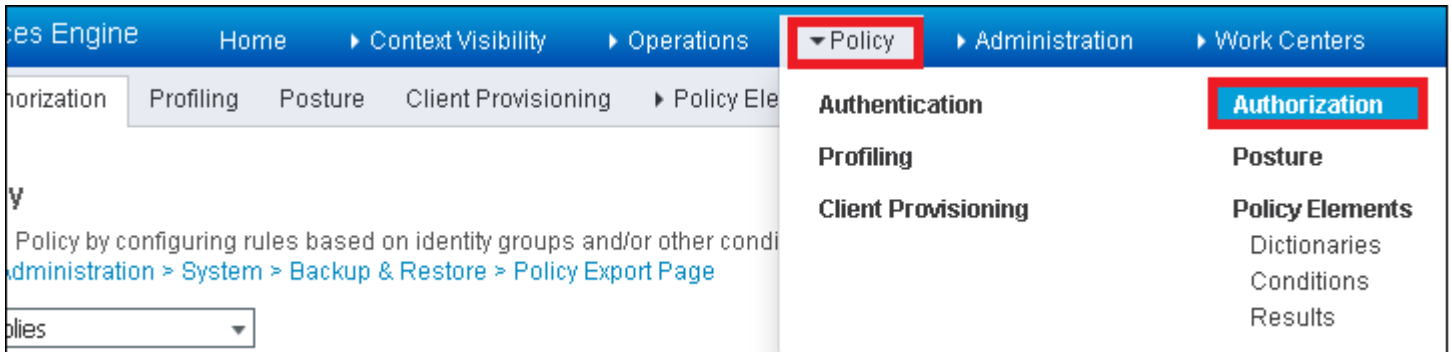 ces Engine Home Context Visibility Operations Policy Administration Work Centers
horization Profiling Posture Client Provisioning Policy Ele
Authentication Authorization
Profiling Posture
Client Provisioning Policy Elements
Dictionaries
Conditions
Results
y
Policy by configuring rules based on identity groups and/or other condi
dministration > System > Backup & Restore > Policy Export Page
plies